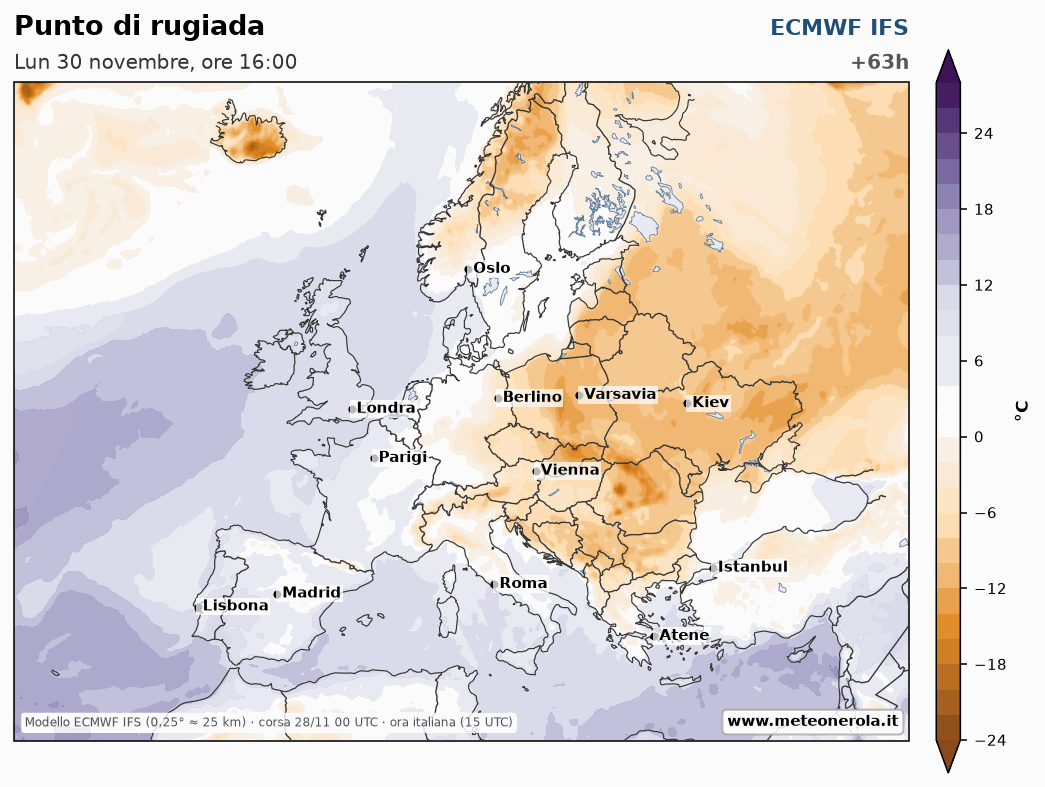 Punto di rugiada
ECMWF IFS
Lun 30 novembre, ore 16:00
+63h
24
18
12
6
0
−6
−12
−18
−24
°C
Oslo
Londra
Berlino
Varsavia
Kiev
Parigi
Vienna
Madrid
Lisbona
Roma
Istanbul
Atene
Modello ECMWF IFS (0,25° ≈ 25 km) · corsa 28/11 00 UTC · ora italiana (15 UTC)
www.meteonerola.it